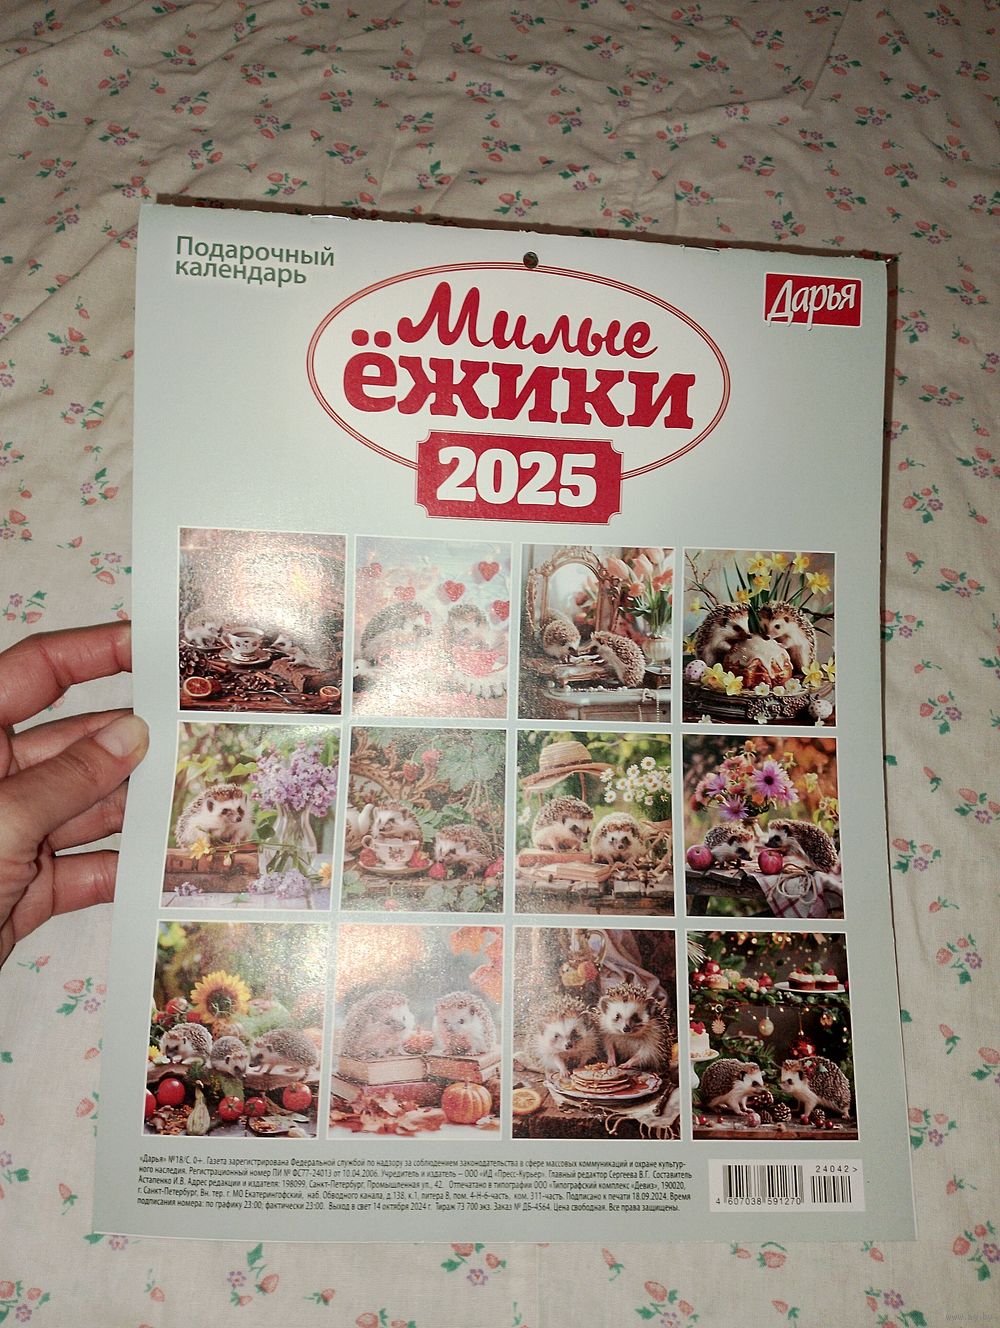 Подарочный
календарь
Дарья
Милые
ёжики
2025
«Дарья» №18/С. 0+. Газета зарегистрирована Федеральной службой по надзору за соблюдением законодательства в сфере массовых коммуникаций и охране культур-
ного наследия. Регистрационный номер ПИ № ФС77-24013 от 10.04.2006. Учредитель и издатель – ООО «ИД «Пресс-Курьер». Главный редактор Сергеева В.Г. Составитель
Астапенко И.В. Адрес редакции и издателя: 198099, Санкт-Петербург, Промышленная ул., 42. Отпечатано в типографии ООО «Типографский комплекс «Девиз», 190020,
г. Санкт-Петербург, Вн. тер. г. МО Екатерингофский, наб. Обводного канала, д.138, к.1, литера В, пом. 4-Н-6-часть, ком. 311-часть. Подписано к печати 18.09.2024. Время
подписания номера: по графику 23:00; фактически 23:00. Выход в свет 14 октября 2024 г. Тираж 73 700 экз. Заказ № ДБ-4564. Цена свободная. Все права защищены.
24042>
4 607038 591270
www.ay.by